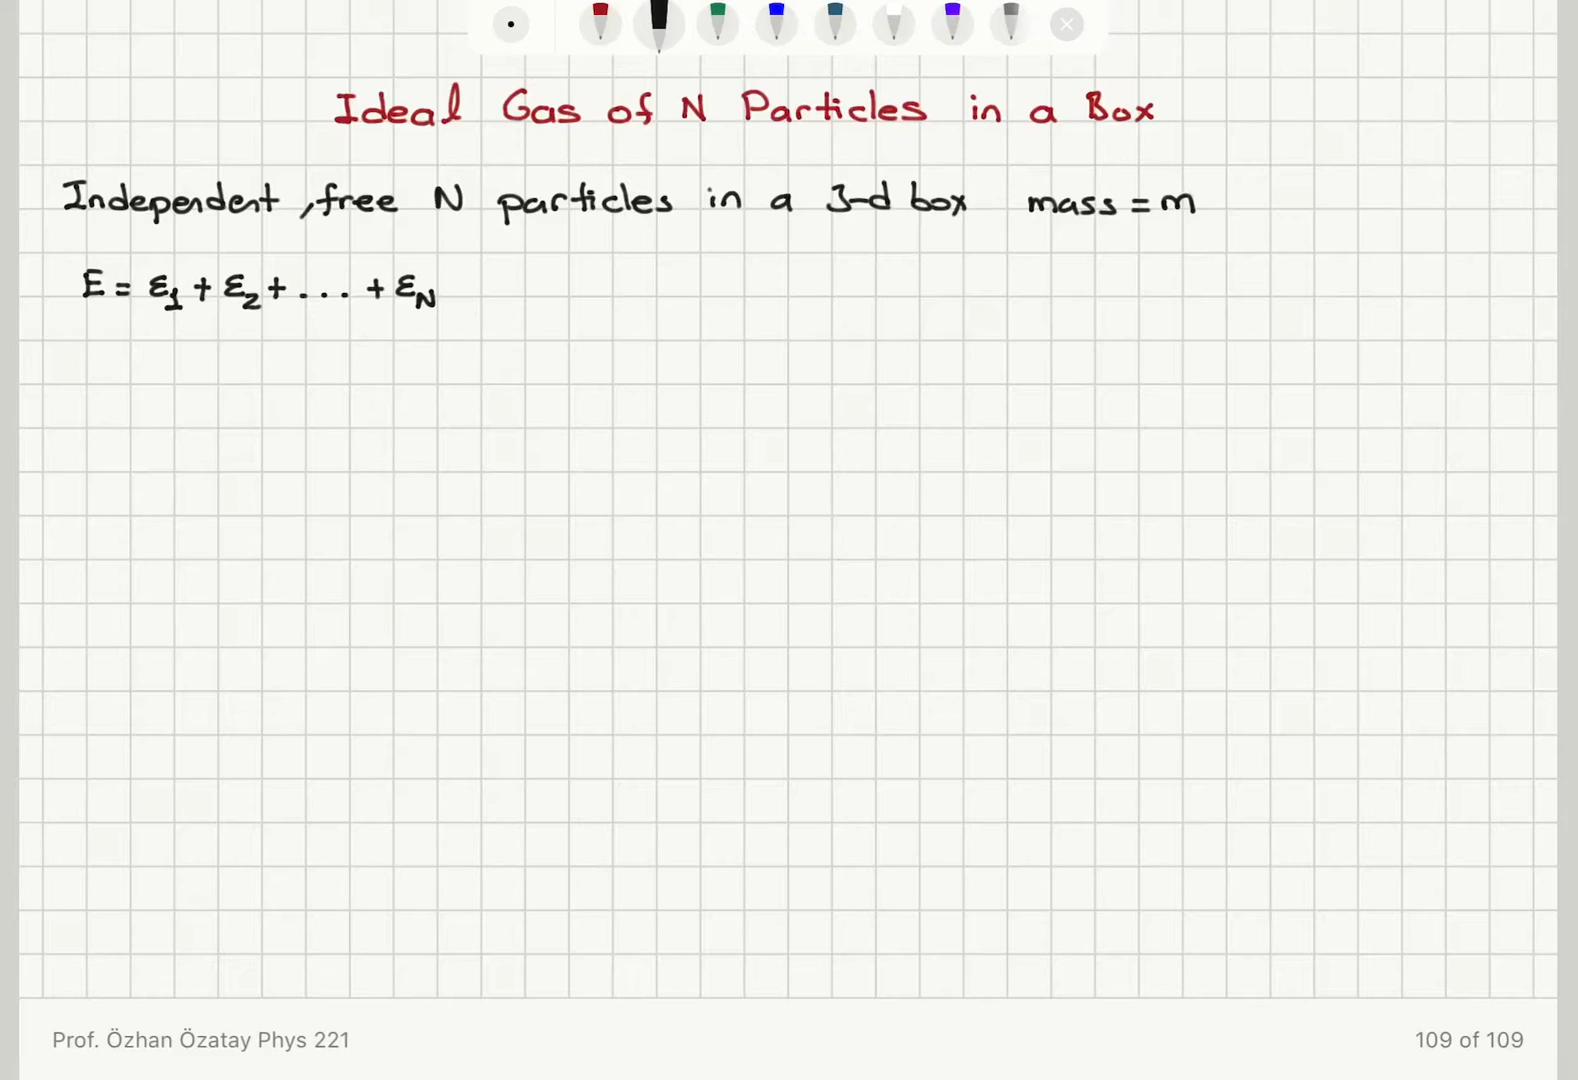 Ideal Gas of N Particles in a Box
Independent, free N particles in a 3-d box mass = m
E = ε₁ + ε₂ + ... + ε_N
Prof. Özhan Özatay Phys 221
109 of 109